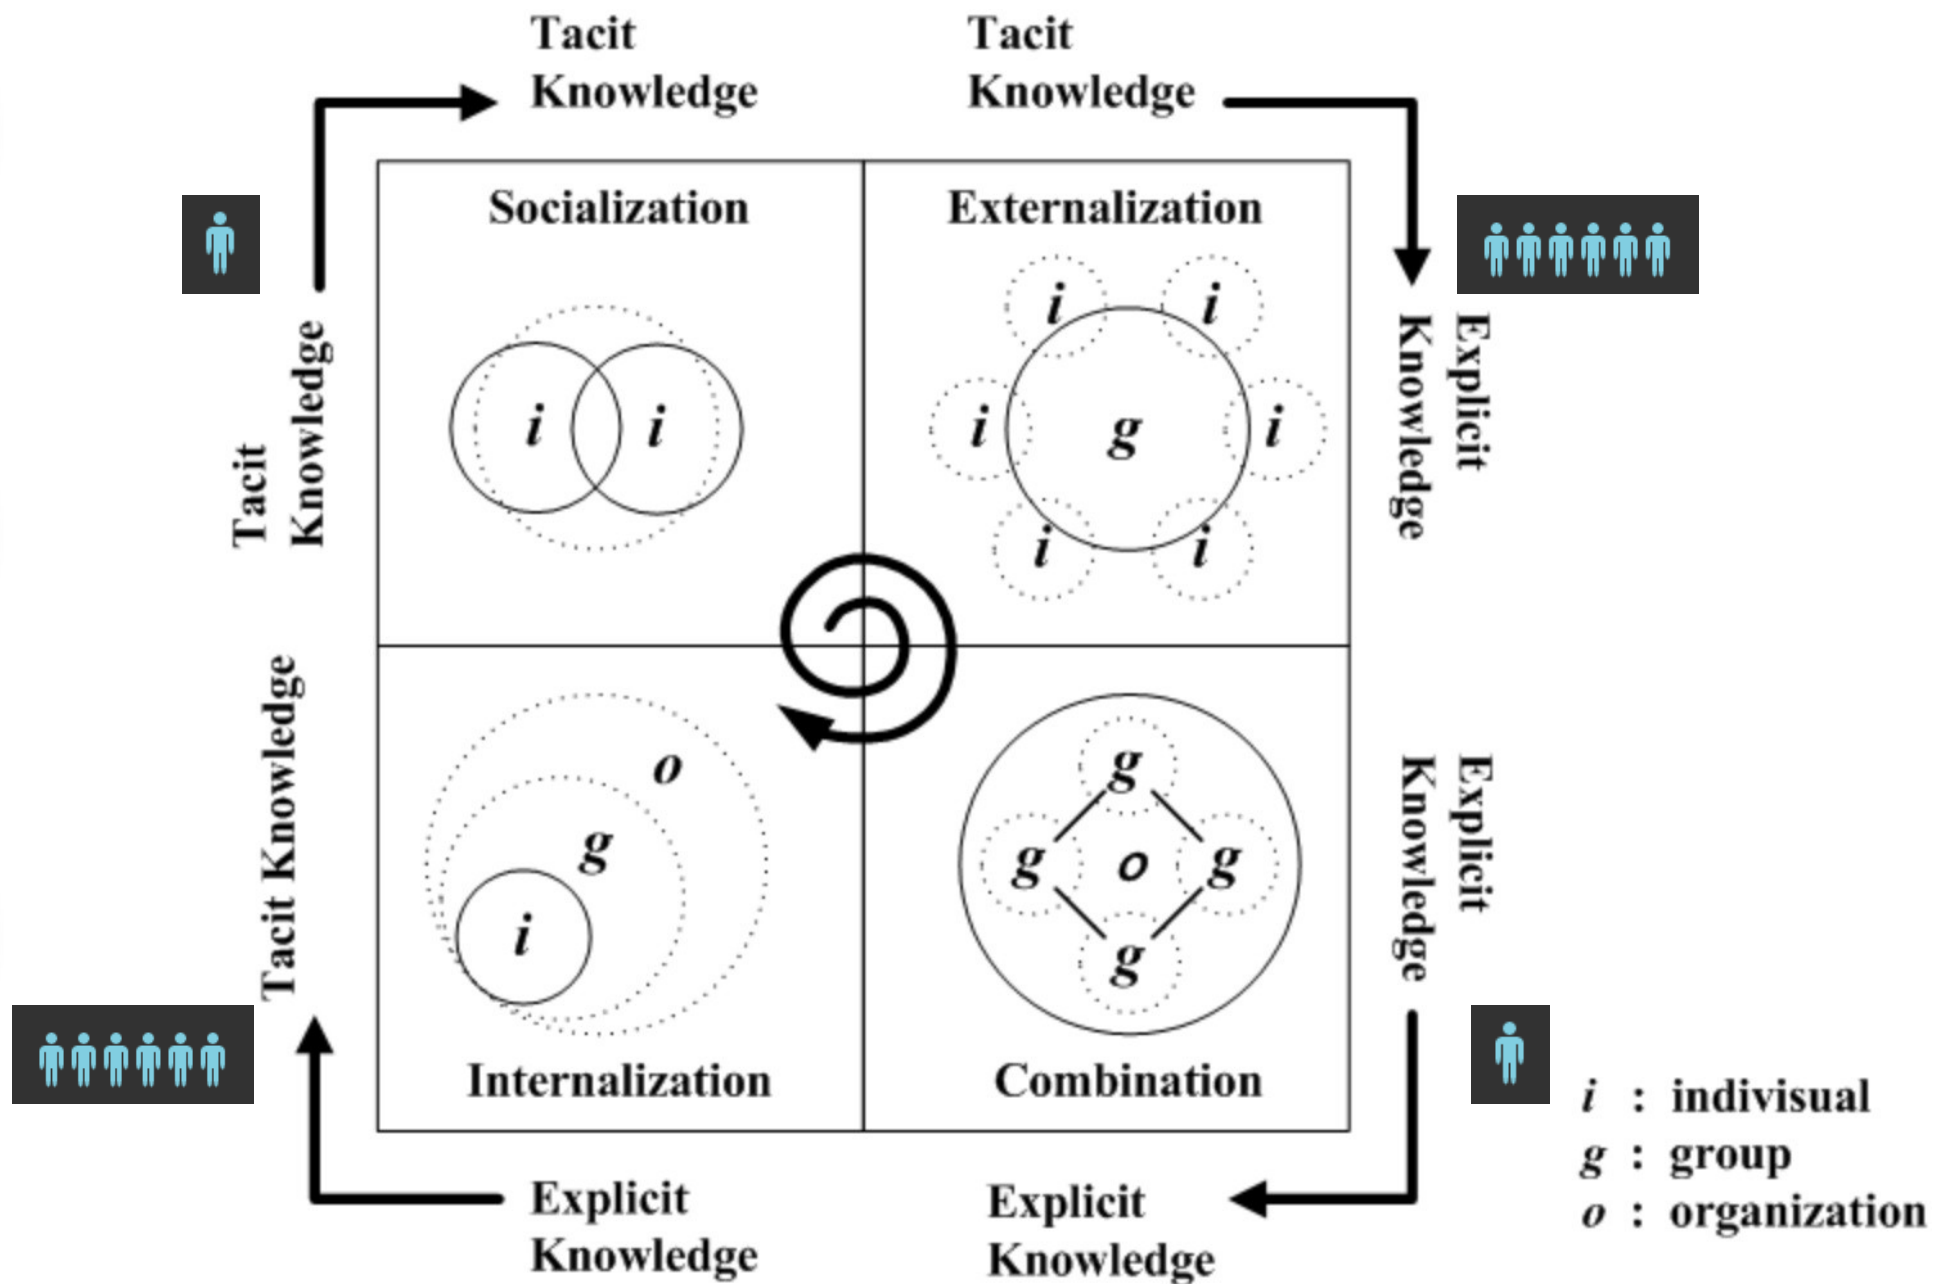 Tacit
Knowledge
Tacit
Knowledge
Socialization
Externalization
Tacit
Knowledge
i
i
i
i
i
g
i
i
i
Explicit
Knowledge
Tacit Knowledge
o
g
i
g
g
o
g
g
Explicit
Knowledge
Internalization
Combination
Explicit
Knowledge
Explicit
Knowledge
i : indivisual
g : group
o : organization